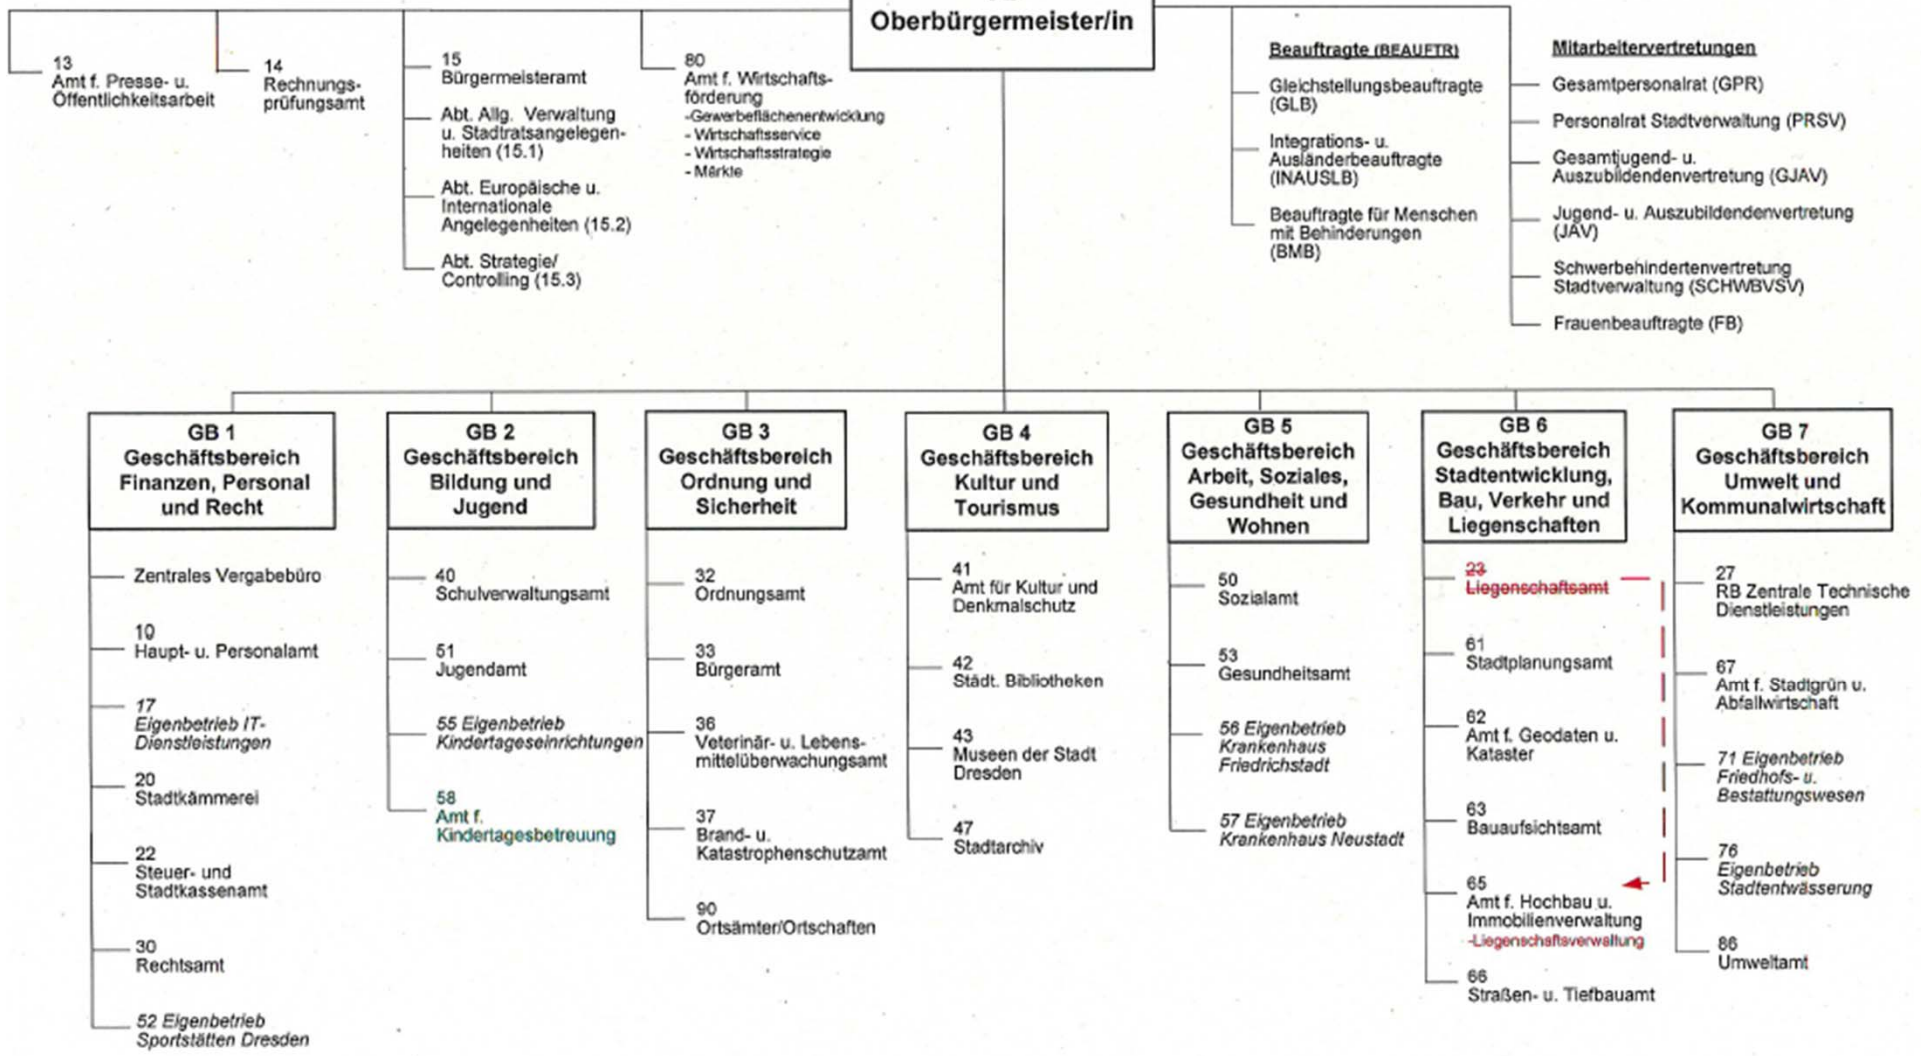 Oberbürgermeister/in
13
Amt f. Presse- u.
Öffentlichkeitsarbeit
14
Rechnungs-
prüfungsamt
15
Bürgermeisteramt
Abt. Allg. Verwaltung
u. Stadtratsangelegen-
heiten (15.1)
Abt. Europäische u.
Internationale
Angelegenheiten (15.2)
Abt. Strategie/
Controlling (15.3)
80
Amt f. Wirtschafts-
förderung
-Gewerbeflächenentwicklung
- Wirtschaftsservice
- Wirtschaftsstrategie
- Märkte
Beauftragte (BEAUFTR)
Gleichstellungsbeauftragte
(GLB)
Integrations- u.
Ausländerbeauftragte
(INAUSLB)
Beauftragte für Menschen
mit Behinderungen
(BMB)
Mitarbeitervertretungen
Gesamtpersonalrat (GPR)
Personalrat Stadtverwaltung (PRSV)
Gesamtjugend- u.
Auszubildendenvertretung (GJAV)
Jugend- u. Auszubildendenvertretung
(JAV)
Schwerbehindertenvertretung
Stadtverwaltung (SCHWBVSV)
Frauenbeauftragte (FB)
GB 1
Geschäftsbereich
Finanzen, Personal
und Recht
Zentrales Vergabebüro
10
Haupt- u. Personalamt
17
Eigenbetrieb IT-
Dienstleistungen
20
Stadtkämmerei
22
Steuer- und
Stadtkassenamt
30
Rechtsamt
52 Eigenbetrieb
Sportstätten Dresden
GB 2
Geschäftsbereich
Bildung und
Jugend
40
Schulverwaltungsamt
51
Jugendamt
55 Eigenbetrieb
Kindertageseinrichtungen
58
Amt f.
Kindertagesbetreuung
GB 3
Geschäftsbereich
Ordnung und
Sicherheit
32
Ordnungsamt
33
Bürgeramt
36
Veterinär- u. Lebens-
mittelüberwachungsamt
37
Brand- u.
Katastrophenschutzamt
90
Ortsämter/Ortschaften
GB 4
Geschäftsbereich
Kultur und
Tourismus
41
Amt für Kultur und
Denkmalschutz
42
Städt. Bibliotheken
43
Museen der Stadt
Dresden
47
Stadtarchiv
GB 5
Geschäftsbereich
Arbeit, Soziales,
Gesundheit und
Wohnen
50
Sozialamt
53
Gesundheitsamt
56 Eigenbetrieb
Krankenhaus
Friedrichstadt
57 Eigenbetrieb
Krankenhaus Neustadt
GB 6
Geschäftsbereich
Stadtentwicklung,
Bau, Verkehr und
Liegenschaften
23
Liegenschaftsamt
61
Stadtplanungsamt
62
Amt f. Geodaten u.
Kataster
63
Bauaufsichtsamt
65
Amt f. Hochbau u.
Immobilienverwaltung
-Liegenschaftsverwaltung
66
Straßen- u. Tiefbauamt
GB 7
Geschäftsbereich
Umwelt und
Kommunalwirtschaft
27
RB Zentrale Technische
Dienstleistungen
67
Amt f. Stadtgrün u.
Abfallwirtschaft
71 Eigenbetrieb
Friedhofs- u.
Bestattungswesen
76
Eigenbetrieb
Stadtentwässerung
86
Umweltamt